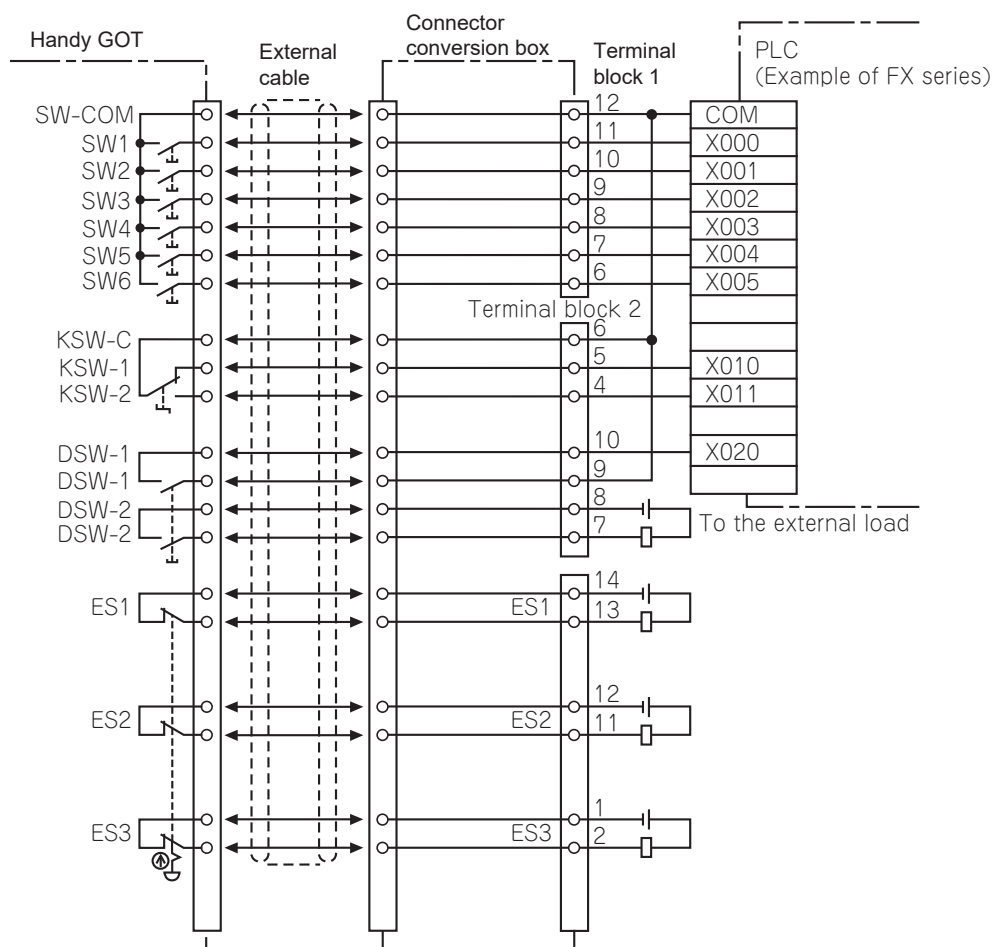 Handy GOT
External
cable
Connector
conversion box
Terminal
block 1
PLC
(Example of FX series)
SW-COM 12 COM
SW1 11 X000
SW2 10 X001
SW3 9 X002
SW4 8 X003
SW5 7 X004
SW6 6 X005
Terminal block 2
KSW-C 6
KSW-1 5 X010
KSW-2 4 X011
DSW-1 10 X020
DSW-1 9
DSW-2 8
DSW-2 7
To the external load
14
ES1 ES1 13
12
ES2 ES2 11
1
ES3 ES3 2